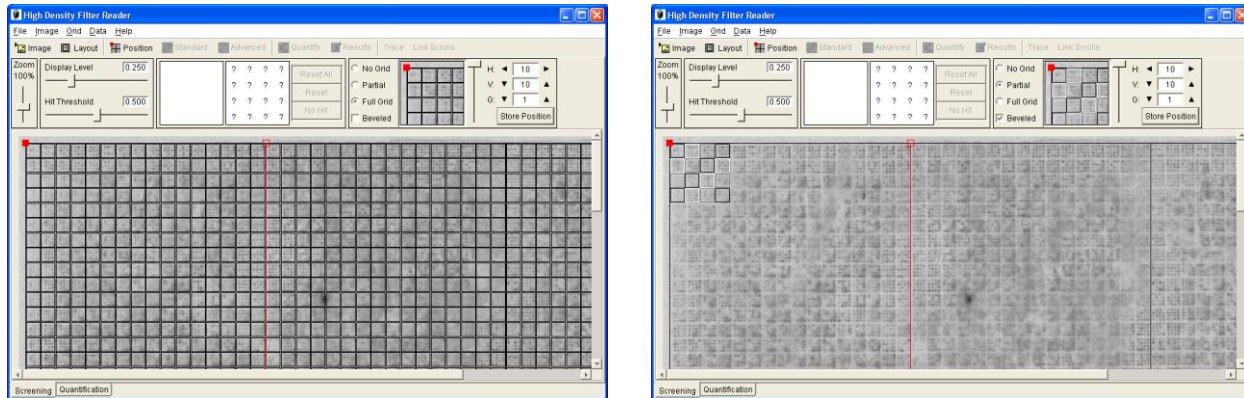 High Density Filter Reader
File Image Grid Data Help
Image Layout Position Standard Advanced Quantify Results Trace Link Scrolls
Zoom
100%
Display Level 0.250
Hit Threshold 0.500
? ? ? ?
? ? ? ?
? ? ? ?
? ? ? ?
Reset All
Reset
No Hit
No Grid
Partial
Full Grid
Beveled
H: 10
V: 10
G: 1
Store Position
Screening Quantification
High Density Filter Reader
File Image Grid Data Help
Image Layout Position Standard Advanced Quantify Results Trace Link Scrolls
Zoom
100%
Display Level 0.250
Hit Threshold 0.500
? ? ? ?
? ? ? ?
? ? ? ?
? ? ? ?
Reset All
Reset
No Hit
No Grid
Partial
Full Grid
Beveled
H: 10
V: 10
G: 1
Store Position
Screening Quantification